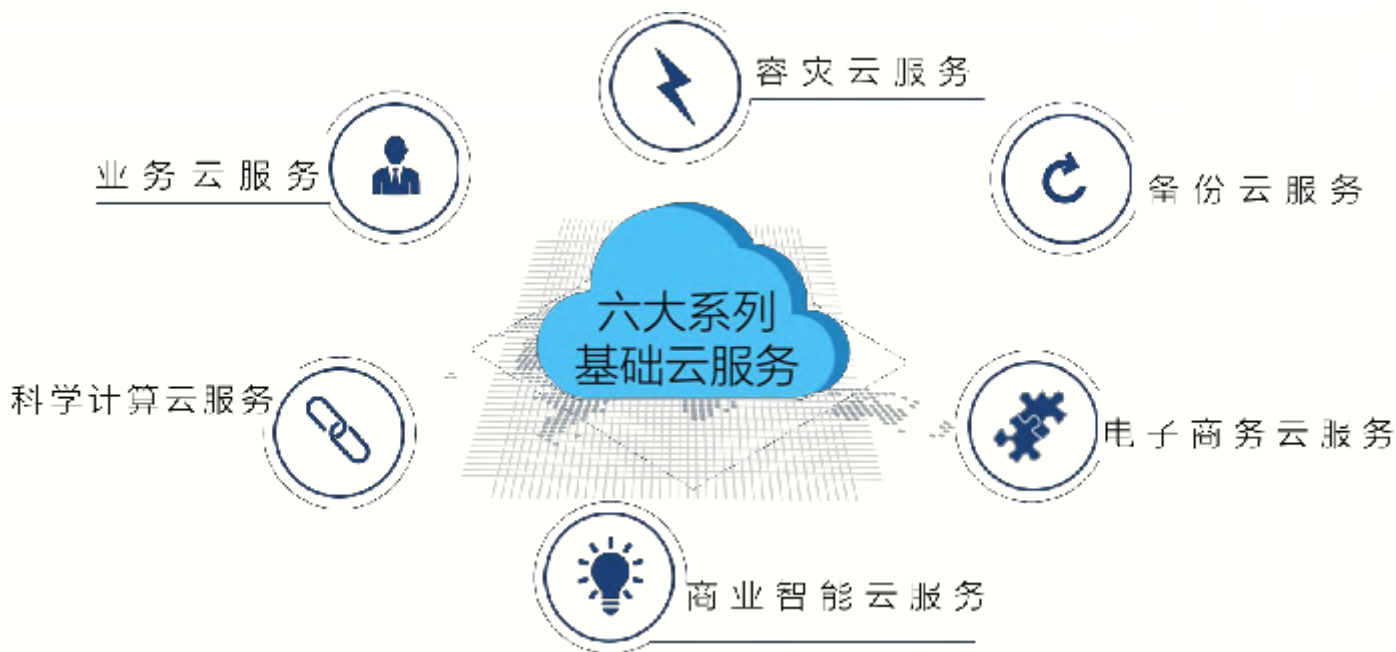 容灾云服务
业务云服务
备份云服务
六大系列
基础云服务
科学计算云服务
电子商务云服务
商业智能云服务